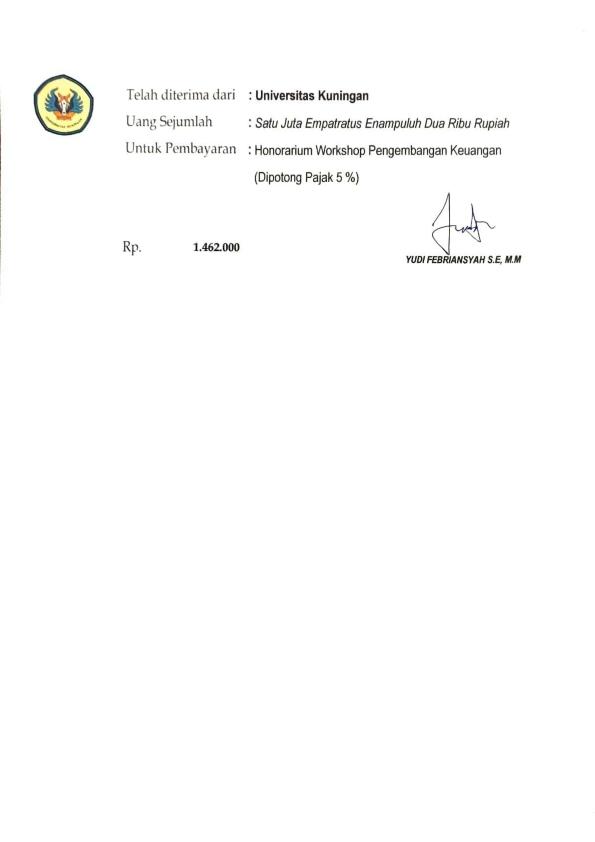 Telah diterima dari : Universitas Kuningan
Uang Sejumlah : Satu Juta Empatratus Enampuluh Dua Ribu Rupiah
Untuk Pembayaran : Honorarium Workshop Pengembangan Keuangan
(Dipotong Pajak 5 %)
Rp. 1.462.000
YUDI FEBRIANSYAH S.E, M.M